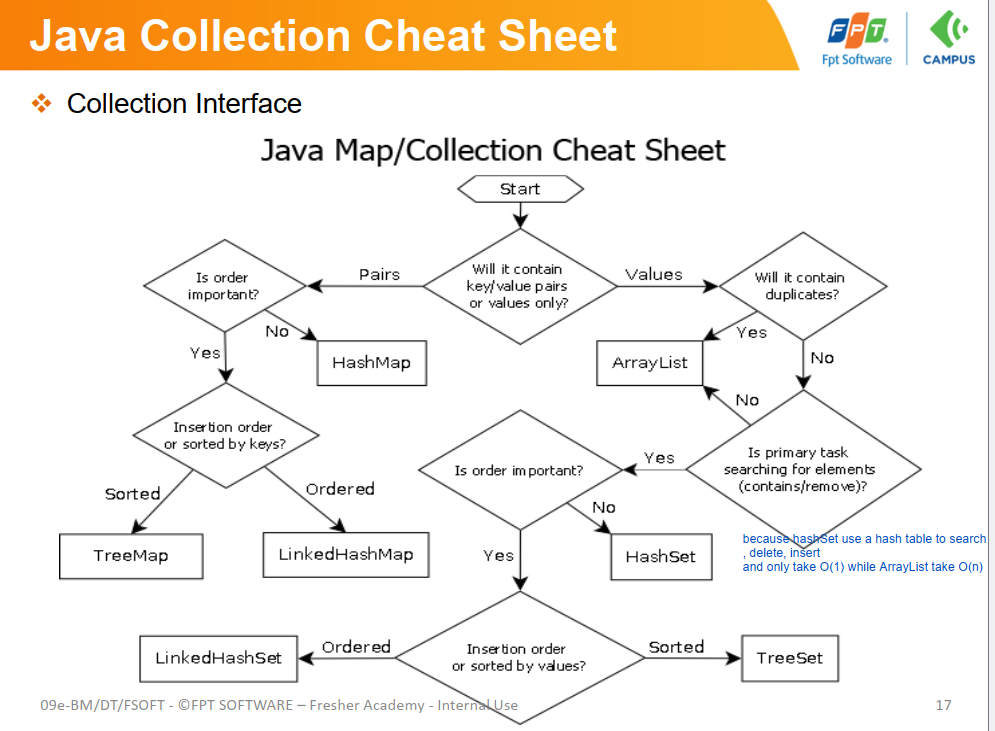 Java Collection Cheat Sheet
FPT
Fpt Software
CAMPUS
Collection Interface
Java Map/Collection Cheat Sheet
Start
Is order
important?
Pairs
Will it contain
key/value pairs
or values only?
Values
Will it contain
duplicates?
No
Yes
HashMap
Yes
ArrayList
No
No
Insertion order
or sorted by keys?
Is order important?
Yes
Is primary task
searching for elements
(contains/remove)?
Sorted
Ordered
No
TreeMap
LinkedHashMap
Yes
HashSet
because hashSet use a hash table to search
, delete, insert
and only take O(1) while ArrayList take O(n)
LinkedHashSet
Ordered
Insertion order
or sorted by values?
Sorted
TreeSet
09e-BM/DT/FSOFT - ©FPT SOFTWARE – Fresher Academy - Internal Use
17